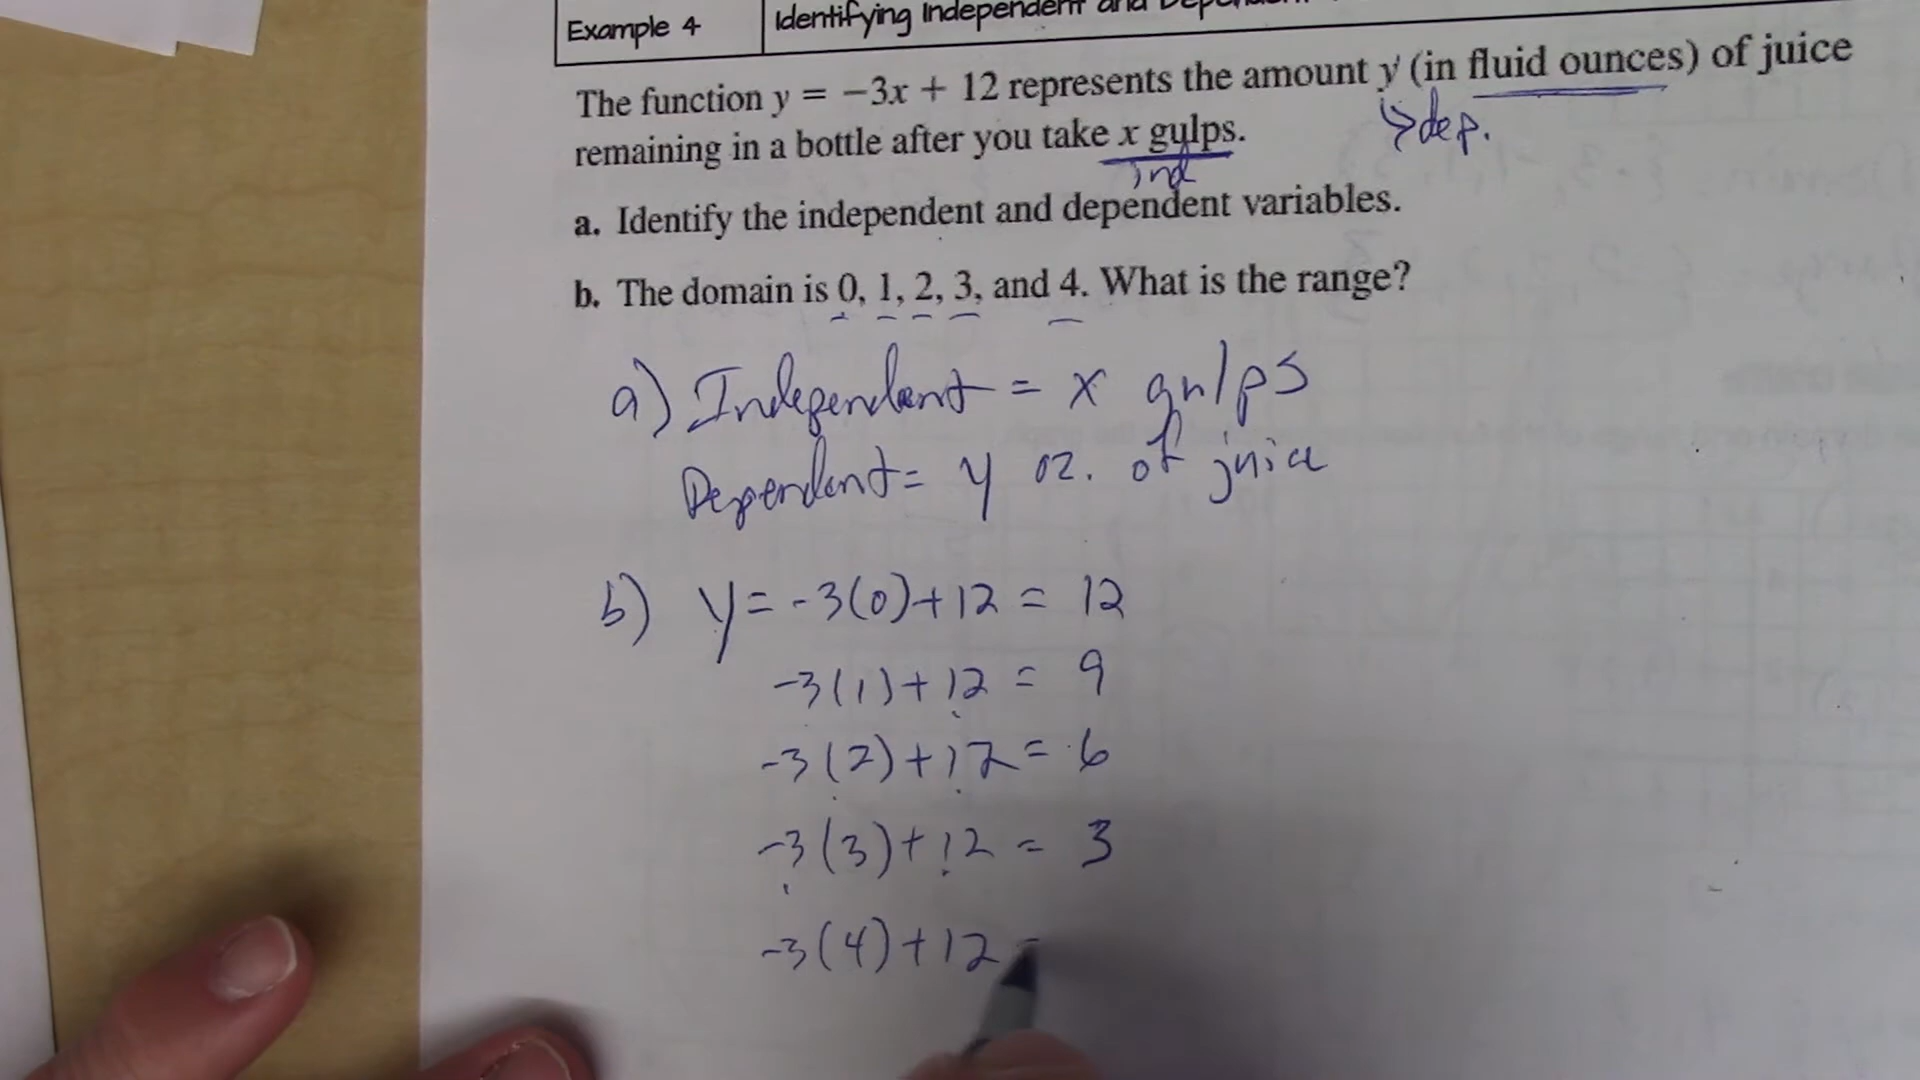 Example 4
Identifying Independent and Dependent
The function y = −3x + 12 represents the amount y (in fluid ounces) of juice
dep.
remaining in a bottle after you take x gulps.
ind
a. Identify the independent and dependent variables.
b. The domain is 0, 1, 2, 3, and 4. What is the range?
a) Independent = x gulps
Dependent = y oz. of juice
b) y = -3(0)+12 = 12
-3(1)+12 = 9
-3(2)+12 = 6
-3(3)+12 = 3
-3(4)+12 =